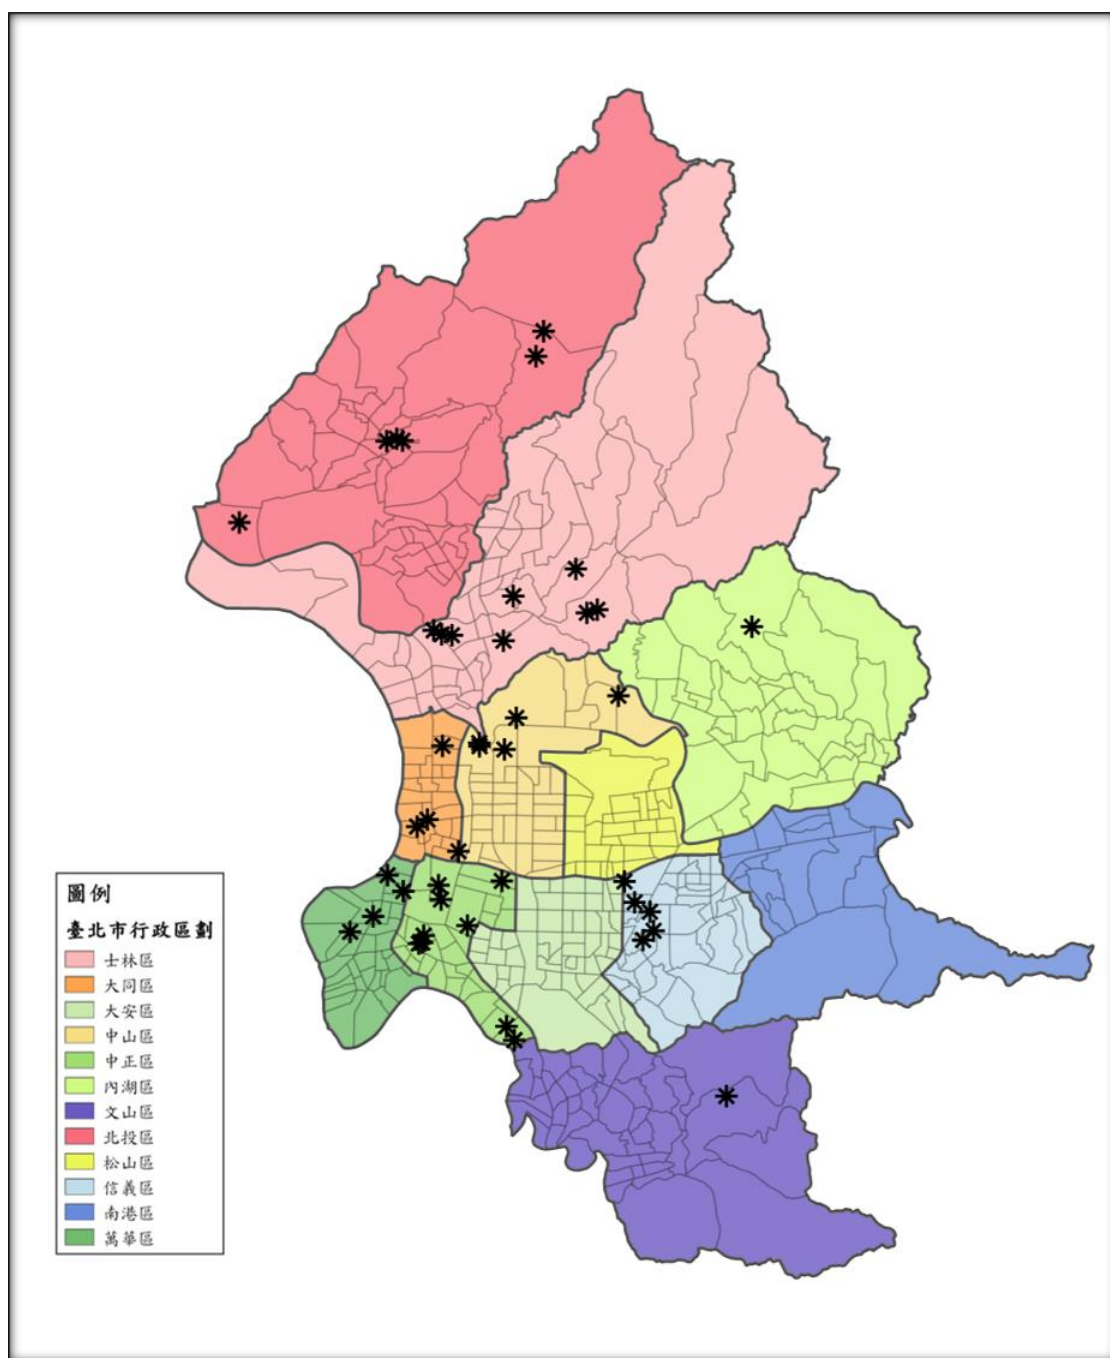 圖例
臺北市行政區劃
士林區
大同區
大安區
中山區
中正區
內湖區
文山區
北投區
松山區
信義區
南港區
萬華區